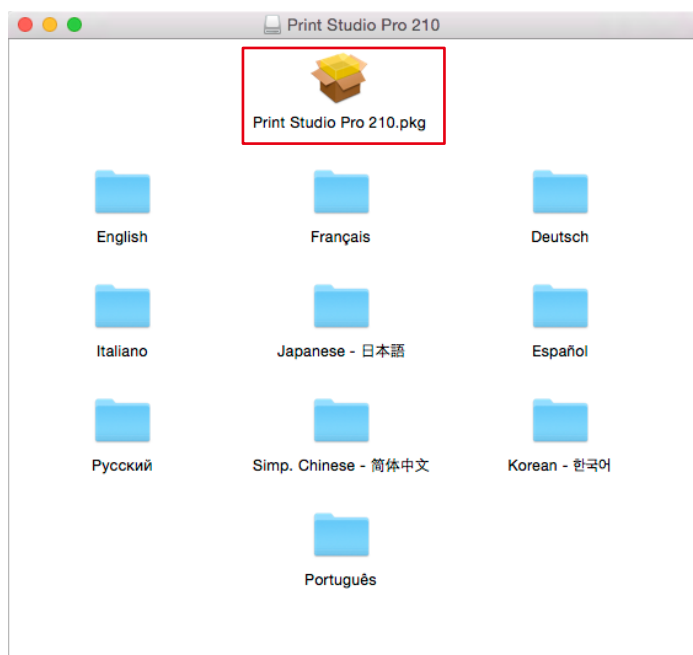 Print Studio Pro 210
Print Studio Pro 210.pkg
English
Français
Deutsch
Italiano
Japanese - 日本語
Español
Русский
Simp. Chinese - 简体中文
Korean - 한국어
Português